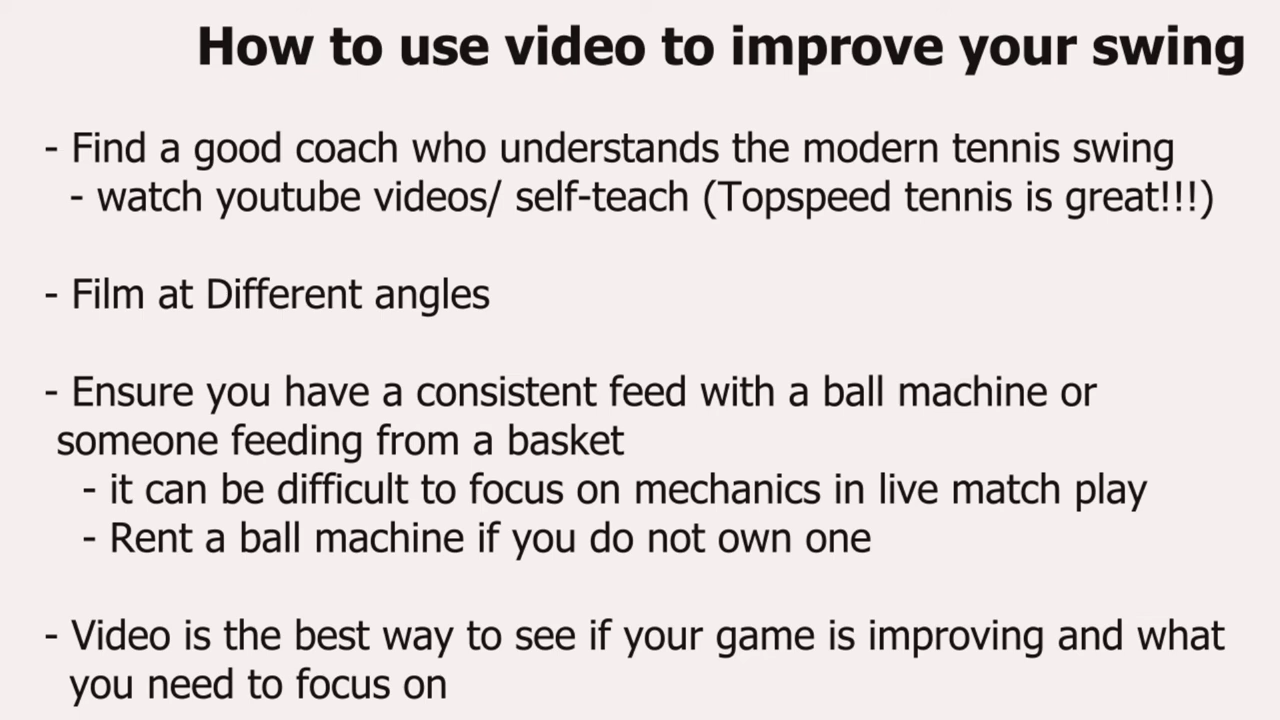 How to use video to improve your swing
- Find a good coach who understands the modern tennis swing
- watch youtube videos/ self-teach (Topspeed tennis is great!!!)
- Film at Different angles
- Ensure you have a consistent feed with a ball machine or
someone feeding from a basket
- it can be difficult to focus on mechanics in live match play
- Rent a ball machine if you do not own one
- Video is the best way to see if your game is improving and what
you need to focus on